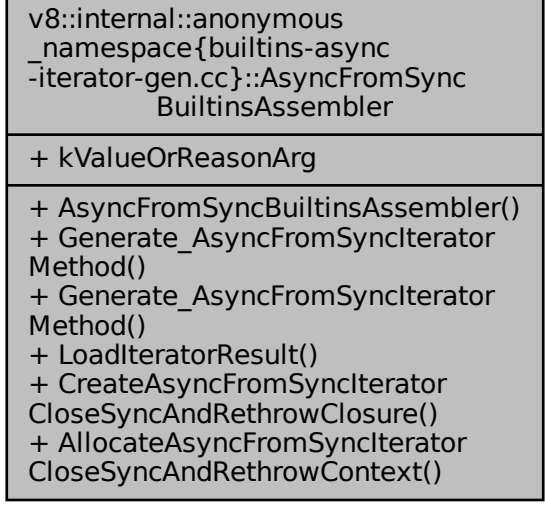 v8::internal::anonymous
_namespace{builtins-async
-iterator-gen.cc}::AsyncFromSync
BuiltinsAssembler
+ kValueOrReasonArg
+ AsyncFromSyncBuiltinsAssembler()
+ Generate_AsyncFromSyncIterator
Method()
+ Generate_AsyncFromSyncIterator
Method()
+ LoadIteratorResult()
+ CreateAsyncFromSyncIterator
CloseSyncAndRethrowClosure()
+ AllocateAsyncFromSyncIterator
CloseSyncAndRethrowContext()